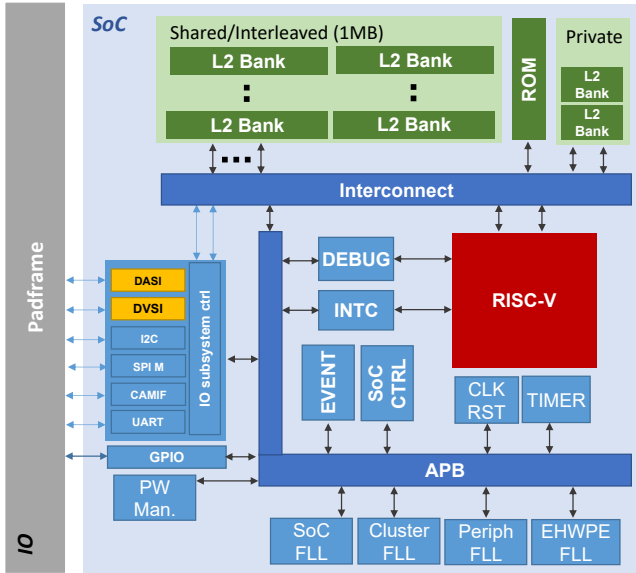 SoC
Shared/Interleaved (1MB)
L2 Bank
L2 Bank
L2 Bank
L2 Bank
ROM
Private
L2
Bank
L2
Bank
Interconnect
Padframe
IO
DASI
DVSI
I2C
SPI M
CAMIF
UART
IO subsystem ctrl
GPIO
PW
Man.
DEBUG
INTC
RISC-V
EVENT
SoC
CTRL
CLK
RST
TIMER
APB
SoC
FLL
Cluster
FLL
Periph
FLL
EHWPE
FLL